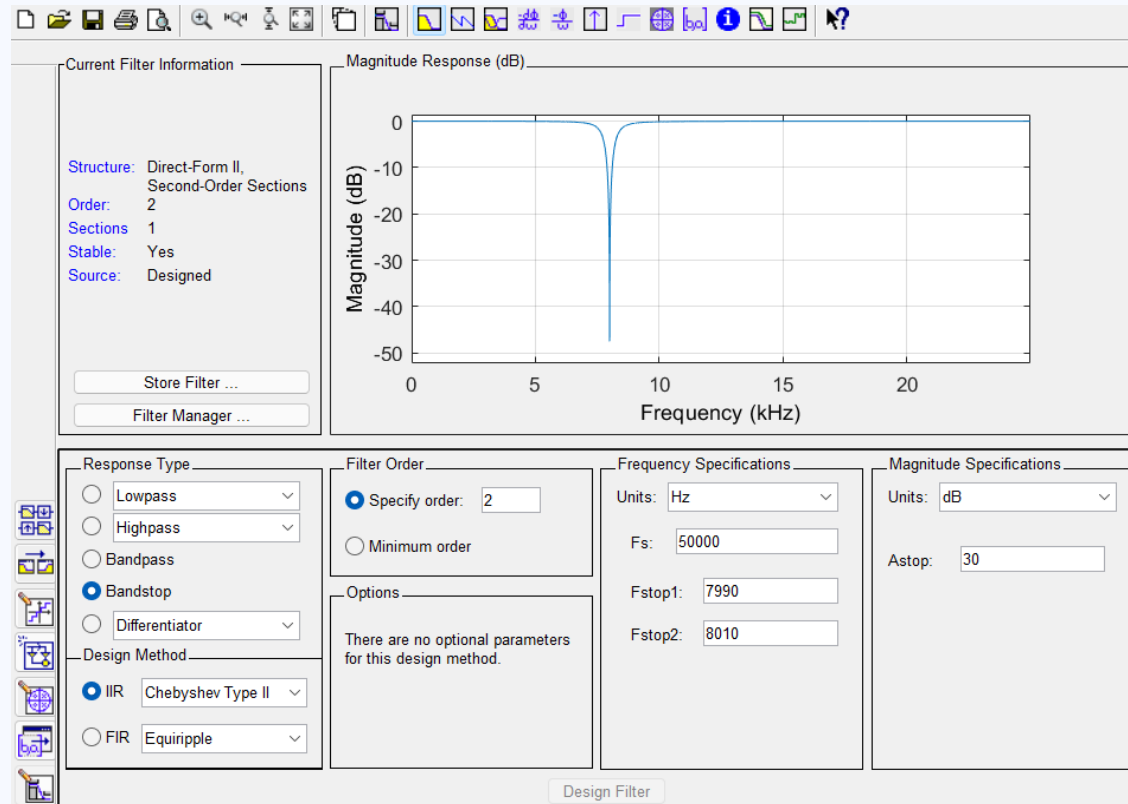 Current Filter Information
Structure: Direct-Form II,
Second-Order Sections
Order: 2
Sections 1
Stable: Yes
Source: Designed
Store Filter ...
Filter Manager ...
Magnitude Response (dB)
0
-10
-20
-30
-40
-50
Magnitude (dB)
0 5 10 15 20
Frequency (kHz)
Response Type
Lowpass
Highpass
Bandpass
Bandstop
Differentiator
Design Method
IIR Chebyshev Type II
FIR Equiripple
Filter Order
Specify order: 2
Minimum order
Options
There are no optional parameters
for this design method.
Frequency Specifications
Units: Hz
Fs: 50000
Fstop1: 7990
Fstop2: 8010
Magnitude Specifications
Units: dB
Astop: 30
Design Filter